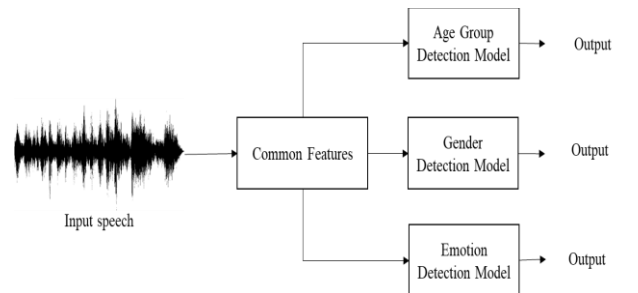 Age Group
Detection Model
Output
Input speech
Common Features
Gender
Detection Model
Output
Emotion
Detection Model
Output